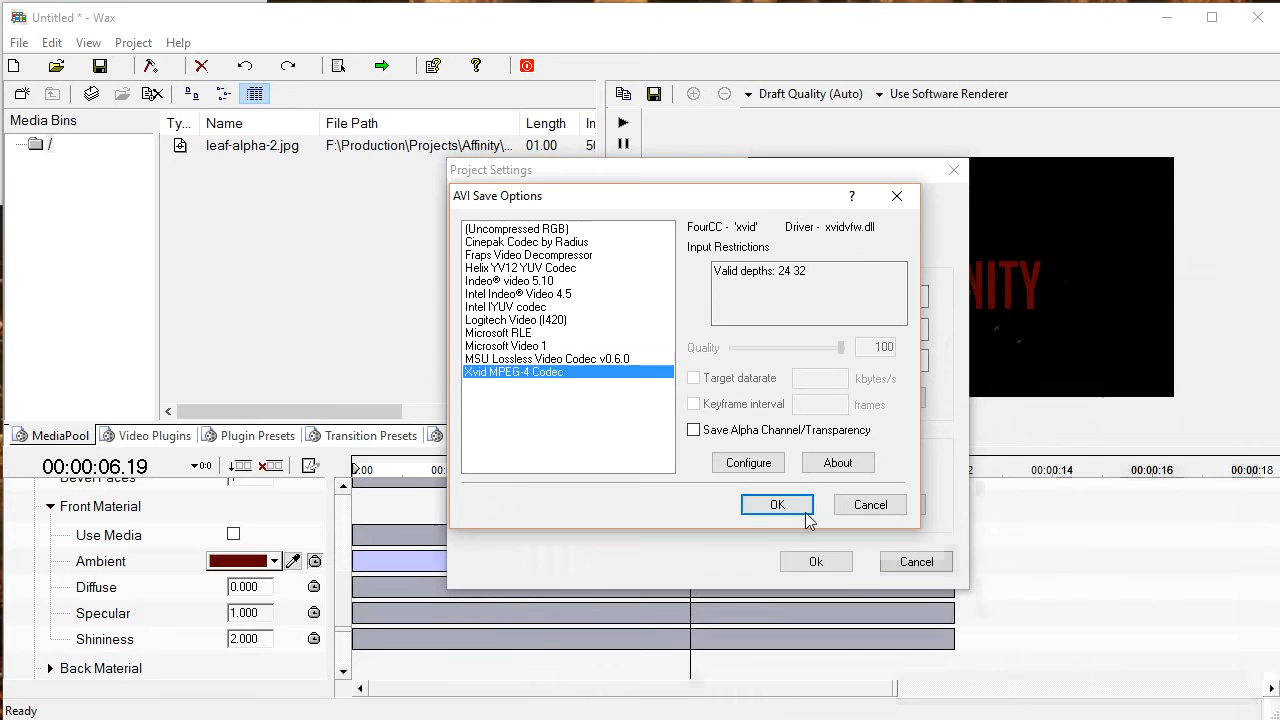 Untitled * - Wax
File Edit View Project Help
Draft Quality (Auto) Use Software Renderer
Media Bins
Ty... Name File Path Length In
/
leaf-alpha-2.jpg F:\Production\Projects\Affinity\... 01.00 50
Project Settings
AVI Save Options
?
(Uncompressed RGB)
Cinepak Codec by Radius
Fraps Video Decompressor
Helix YV12 YUV Codec
Indeo® video 5.10
Intel Indeo® Video 4.5
Intel IYUV codec
Logitech Video (I420)
Microsoft RLE
Microsoft Video 1
MSU Lossless Video Codec v0.6.0
Xvid MPEG-4 Codec
FourCC - 'xvid' Driver - xvidvfw.dll
Input Restrictions
Valid depths: 24 32
Quality 100
Target datarate kbytes/s
Keyframe interval frames
Save Alpha Channel/Transparency
Configure About
OK Cancel
Ok Cancel
NITY
MediaPool Video Plugins Plugin Presets Transition Presets
00:00:06.19 :0 :00 00: 00:00:14 00:00:16 00:00:18
Bevel Faces
Front Material
Use Media
Ambient
Diffuse 0.000
Specular 1.000
Shininess 2.000
Back Material
Ready